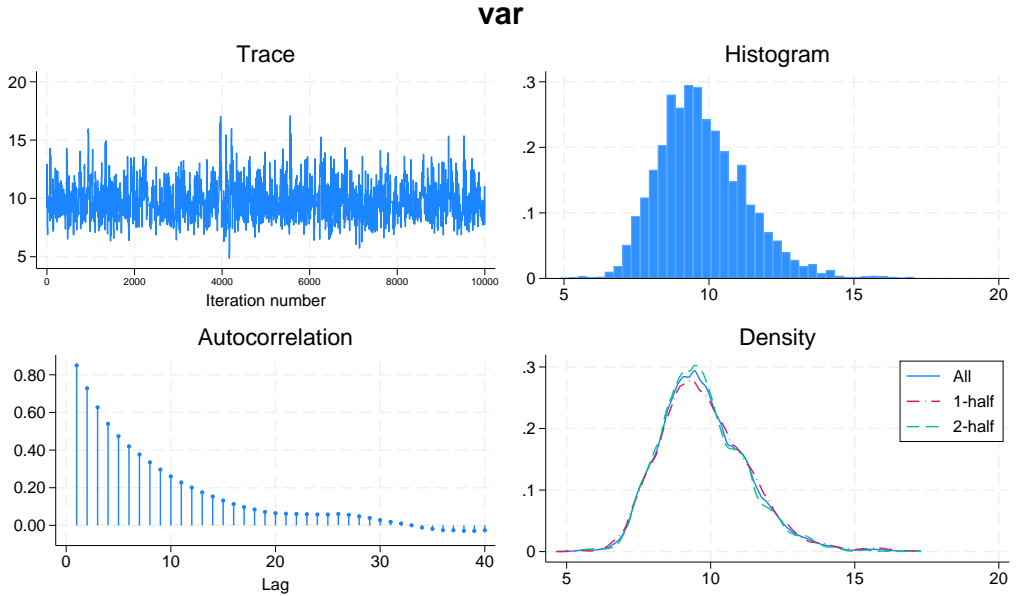 var
Trace
20
15
10
5
0 2000 4000 6000 8000 10000
Iteration number
Histogram
.3
.2
.1
0
5 10 15 20
Autocorrelation
0.80
0.60
0.40
0.20
0.00
0 10 20 30 40
Lag
Density
.3
.2
.1
0
5 10 15 20
All
1-half
2-half